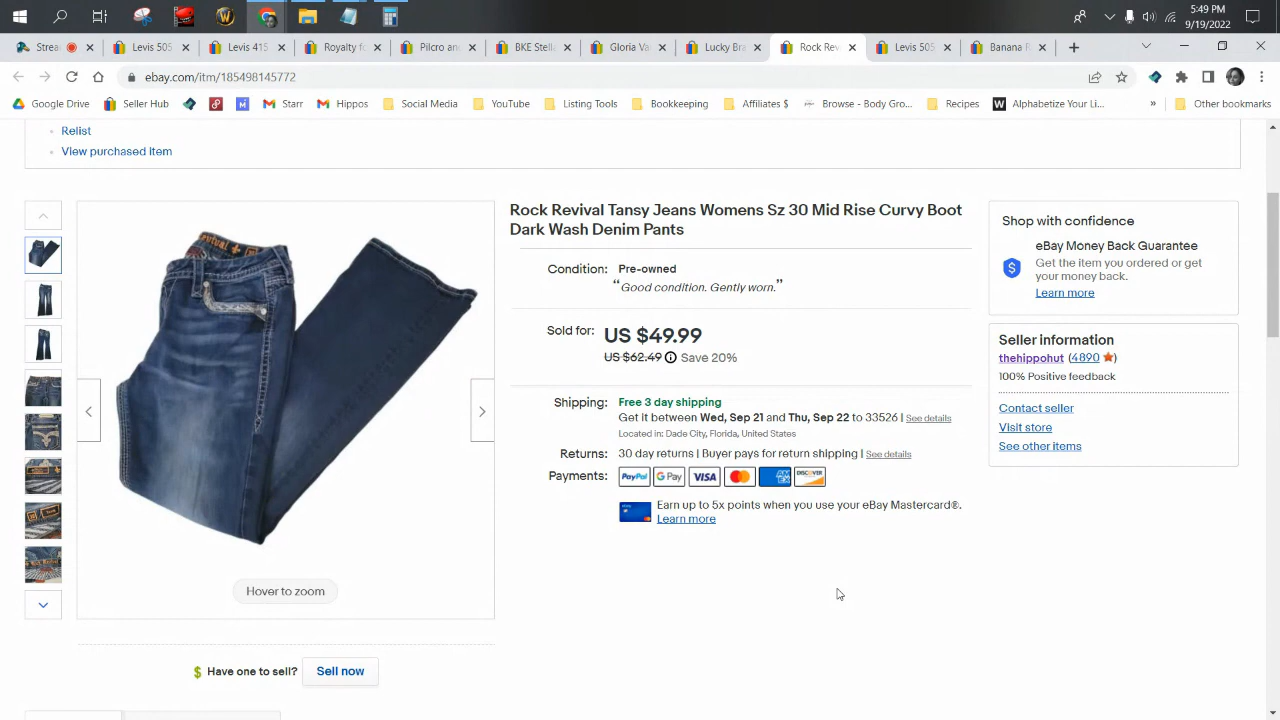 5:49 PM
9/19/2022
Strea
Levis 505
Levis 415
Royalty fo
Pilcro an
BKE Stella
Gloria Va
Lucky Bra
Rock Rev
Levis 505
Banana R
ebay.com/itm/185498145772
Google Drive
Seller Hub
Starr
Hippos
Social Media
YouTube
Listing Tools
Bookkeeping
Affiliates $
Browse - Body Gro...
Recipes
Alphabetize Your Li...
Other bookmarks
Relist
View purchased item
Rock Revival Tansy Jeans Womens Sz 30 Mid Rise Curvy Boot
Dark Wash Denim Pants
Condition: Pre-owned
“Good condition. Gently worn.”
Sold for: US $49.99
US $62.49 Save 20%
Shipping: Free 3 day shipping
Get it between Wed, Sep 21 and Thu, Sep 22 to 33526 | See details
Located in: Dade City, Florida, United States
Returns: 30 day returns | Buyer pays for return shipping | See details
Payments: PayPal G Pay VISA AM EX DISCOVER
Earn up to 5x points when you use your eBay Mastercard®.
Learn more
Shop with confidence
eBay Money Back Guarantee
Get the item you ordered or get
your money back.
Learn more
Seller information
thehippohut (4890)
100% Positive feedback
Contact seller
Visit store
See other items
Hover to zoom
Have one to sell? Sell now